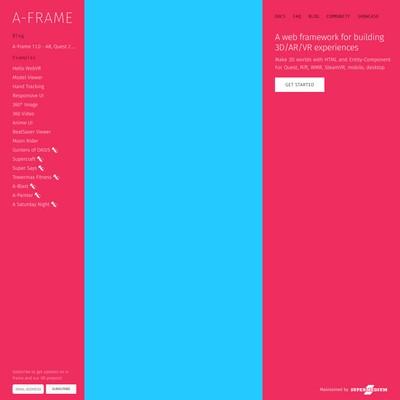 A-FRAME
Blog
A-Frame 1.1.0 - AR, Quest 2 ...
Examples
Hello WebVR
Model Viewer
Hand Tracking
Responsive UI
360° Image
360 Video
Anime UI
BeatSaver Viewer
Moon Rider
Gunters of OASIS
Supercraft
Super Says
Towermax Fitness
A-Blast
A-Painter
A Saturday Night
Subscribe to get updates on A-
Frame and our VR projects!
EMAIL ADDRESS
SUBSCRIBE
DOCS FAQ BLOG COMMUNITY SHOWCASE
A web framework for building
3D/AR/VR experiences
Make 3D worlds with HTML and Entity-Component
For Quest, Rift, WMR, SteamVR, mobile, desktop
GET STARTED
Maintained by SUPERMEDIUM